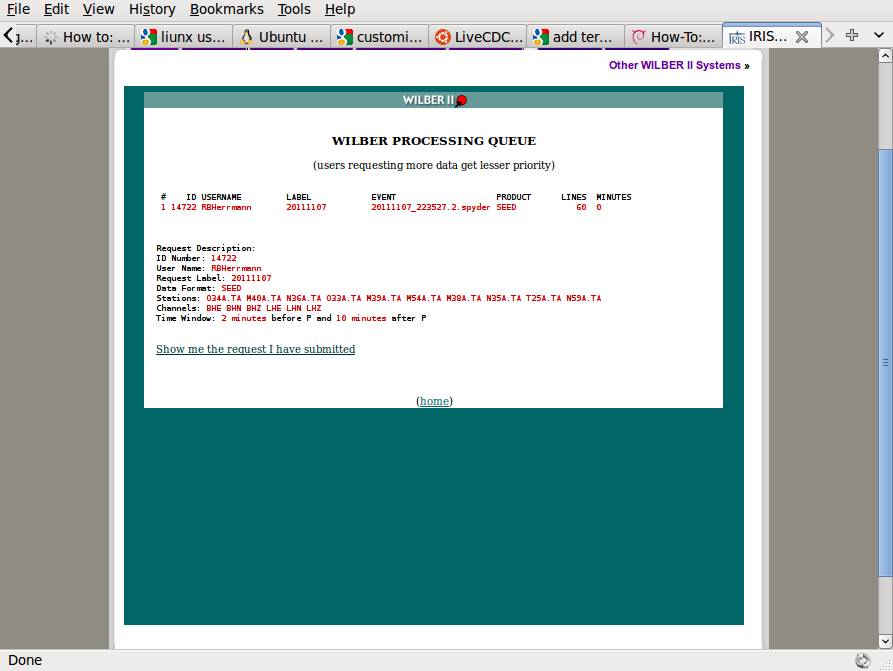 File Edit View History Bookmarks Tools Help
g... How to: ... liunx us... Ubuntu ... customi... LiveCDC... add ter... How-To:... IRIS...
Other WILBER II Systems »
WILBER II
WILBER PROCESSING QUEUE
(users requesting more data get lesser priority)
# ID USERNAME LABEL EVENT PRODUCT LINES MINUTES
1 14722 RBHerrmann 20111107 20111107_223527.2.spyder SEED 60 0
Request Description:
ID Number: 14722
User Name: RBHerrmann
Request Label: 20111107
Data Format: SEED
Stations: O34A.TA M40A.TA N36A.TA O33A.TA M39A.TA M54A.TA M38A.TA N35A.TA T25A.TA N59A.TA
Channels: BHE BHN BHZ LHE LHN LHZ
Time Window: 2 minutes before P and 10 minutes after P
Show me the request I have submitted
(home)
Done